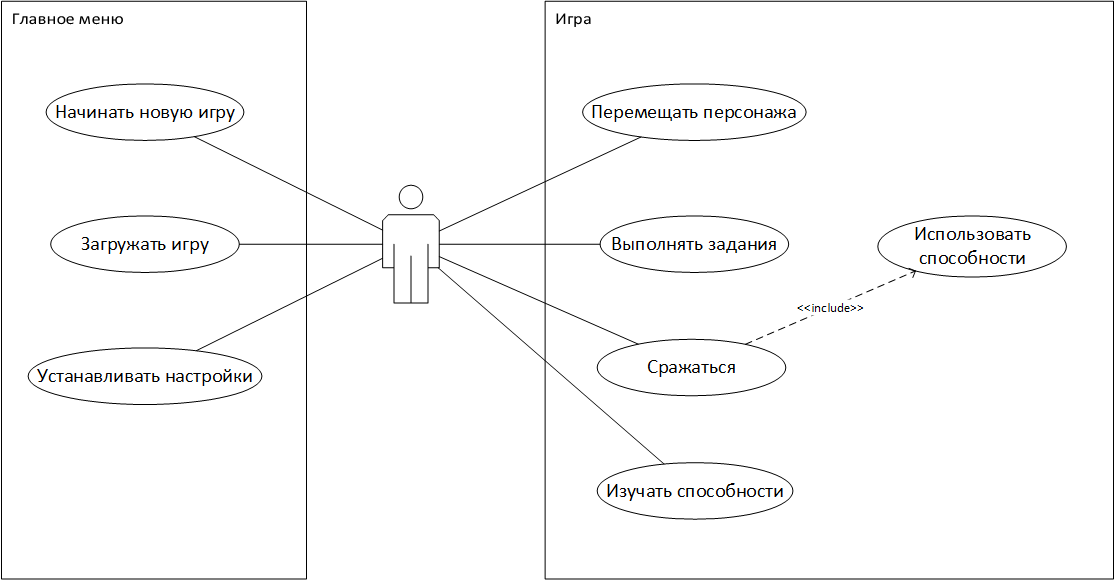 Главное меню
Начинать новую игру
Загружать игру
Устанавливать настройки
Игра
Перемещать персонажа
Выполнять задания
Использовать
способности
<<include>>
Сражаться
Изучать способности